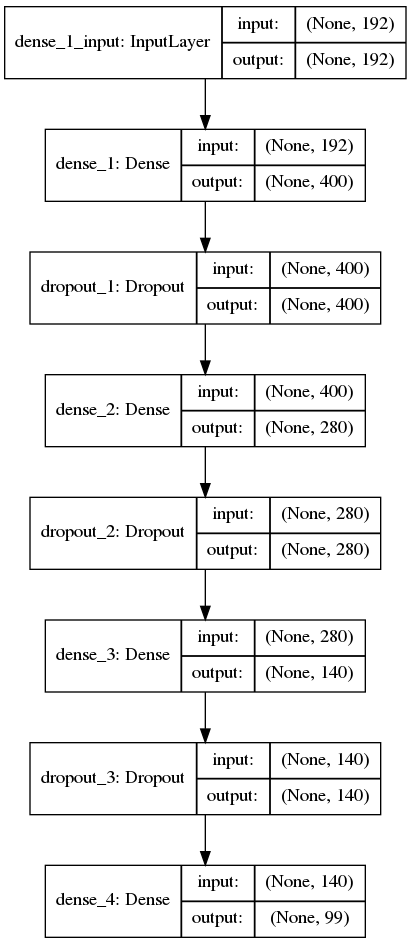 dense_1_input: InputLayer
input: (None, 192)
output: (None, 192)
dense_1: Dense
input: (None, 192)
output: (None, 400)
dropout_1: Dropout
input: (None, 400)
output: (None, 400)
dense_2: Dense
input: (None, 400)
output: (None, 280)
dropout_2: Dropout
input: (None, 280)
output: (None, 280)
dense_3: Dense
input: (None, 280)
output: (None, 140)
dropout_3: Dropout
input: (None, 140)
output: (None, 140)
dense_4: Dense
input: (None, 140)
output: (None, 99)